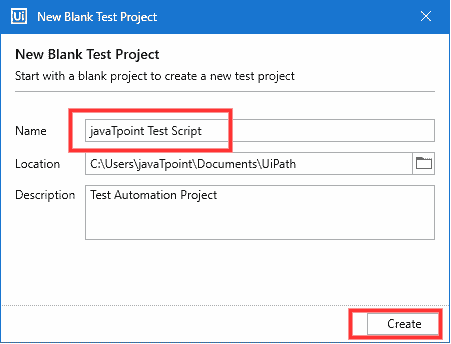 Ui New Blank Test Project
New Blank Test Project
Start with a blank project to create a new test project
Name javaTpoint Test Script
Location C:\Users\javaTpoint\Documents\UiPath
Description Test Automation Project
Create